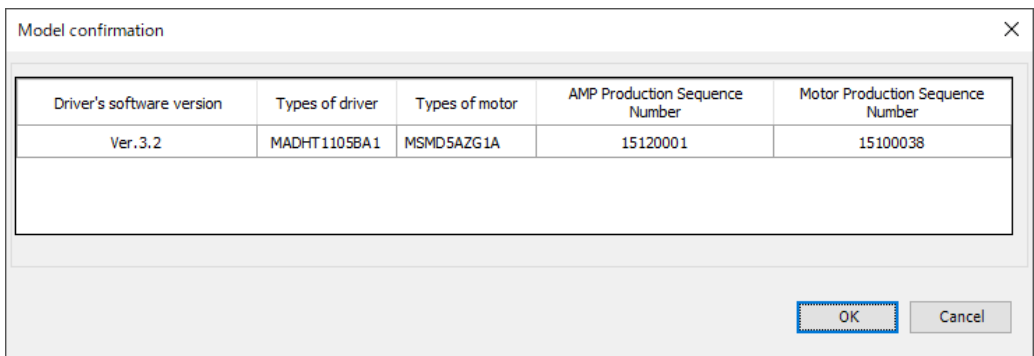 Model confirmation
Driver's software version
Types of driver
Types of motor
AMP Production Sequence
Number
Motor Production Sequence
Number
Ver.3.2
MADHT1105BA1
MSMD5AZG1A
15120001
15100038
OK
Cancel